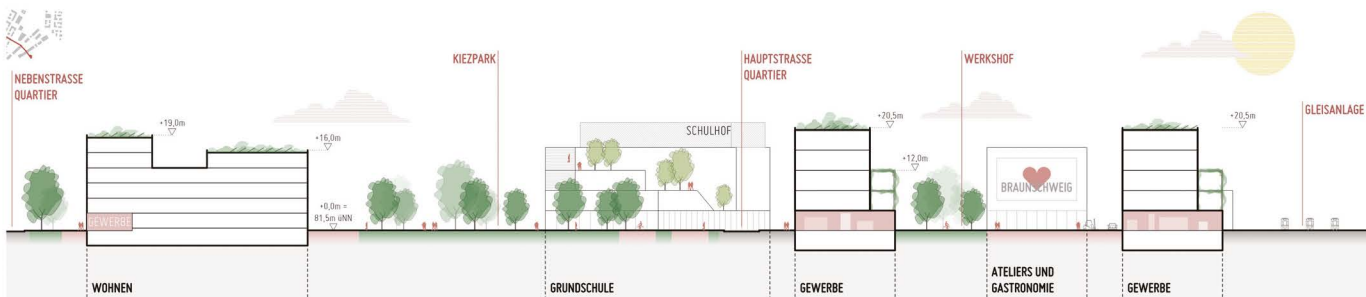 NEBENSTRASSE
QUARTIER
KIEZPARK
HAUPTSTRASSE
QUARTIER
WERKSHOF
GLEISANLAGE
+19,0m
+16,0m
SCHULHOF
+20,5m
+12,0m
+20,5m
BRAUNSCHWEIG
GEWERBE
+0,0m =
81,5m üNN
WOHNEN
GRUNDSCHULE
GEWERBE
ATELIERS UND
GASTRONOMIE
GEWERBE